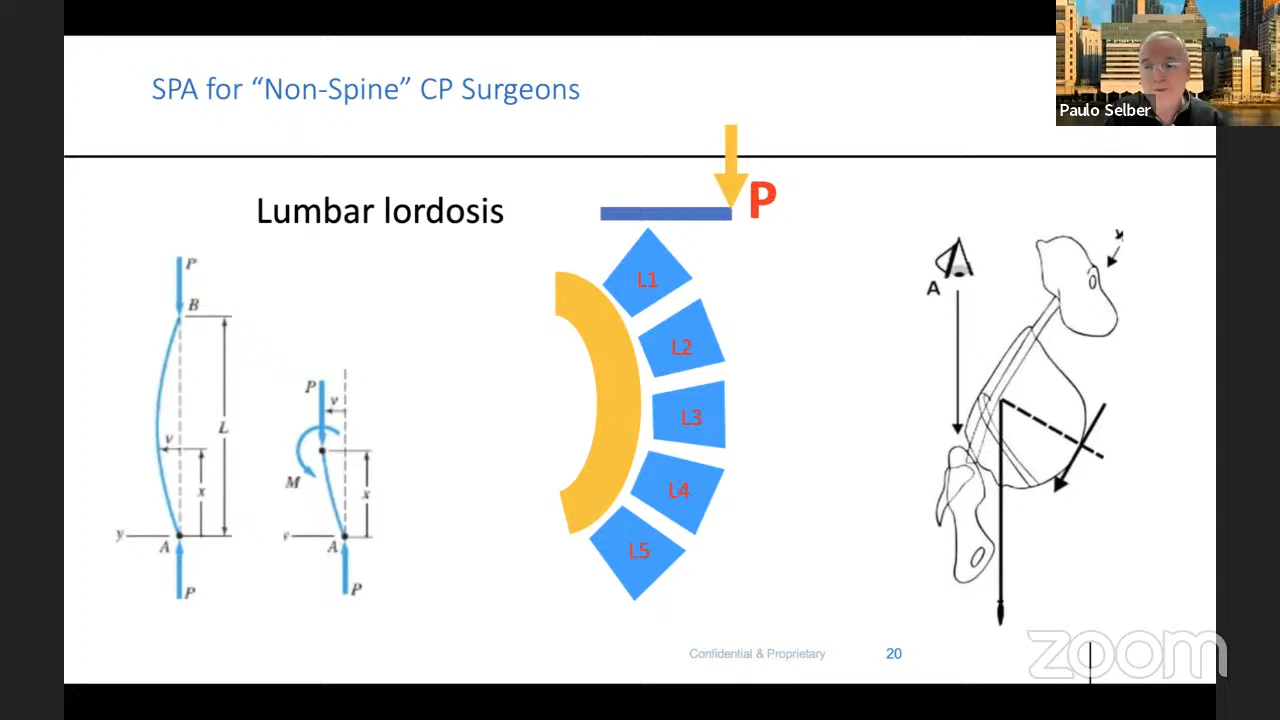 Paulo Selber
SPA for “Non-Spine” CP Surgeons
Lumbar lordosis
P
P
B
L
v
x
y
A
P
P
v
M
x
A
P
L1
L2
L3
L4
L5
A
Confidential & Proprietary
20
zoom